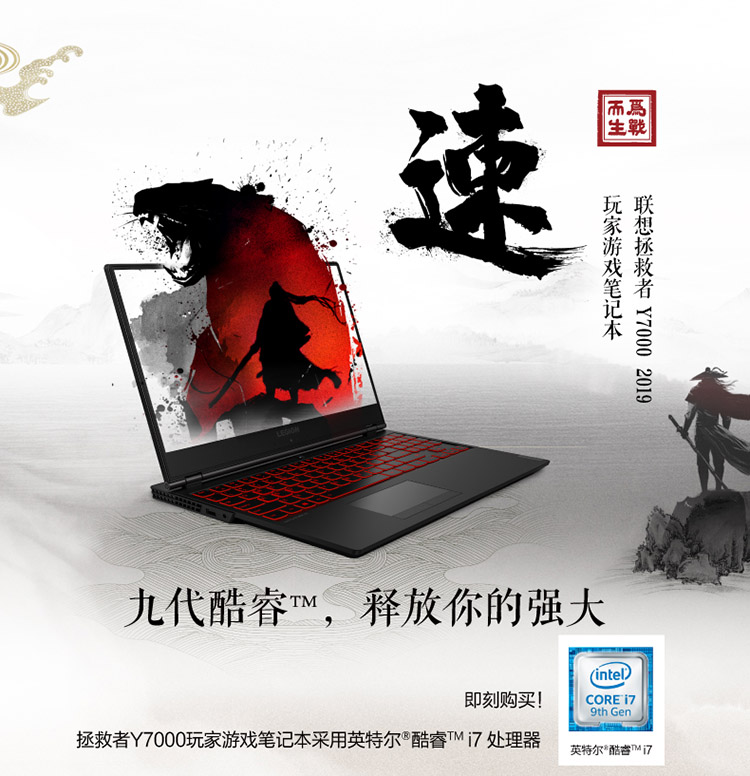 速
為戰
而生
联想拯救者 Y7000 2019
玩家游戏笔记本
LEGION
九代酷睿™，释放你的强大
即刻购买！
拯救者Y7000玩家游戏笔记本采用英特尔®酷睿™ i7 处理器
intel
CORE i7
9th Gen
英特尔®酷睿™ i7